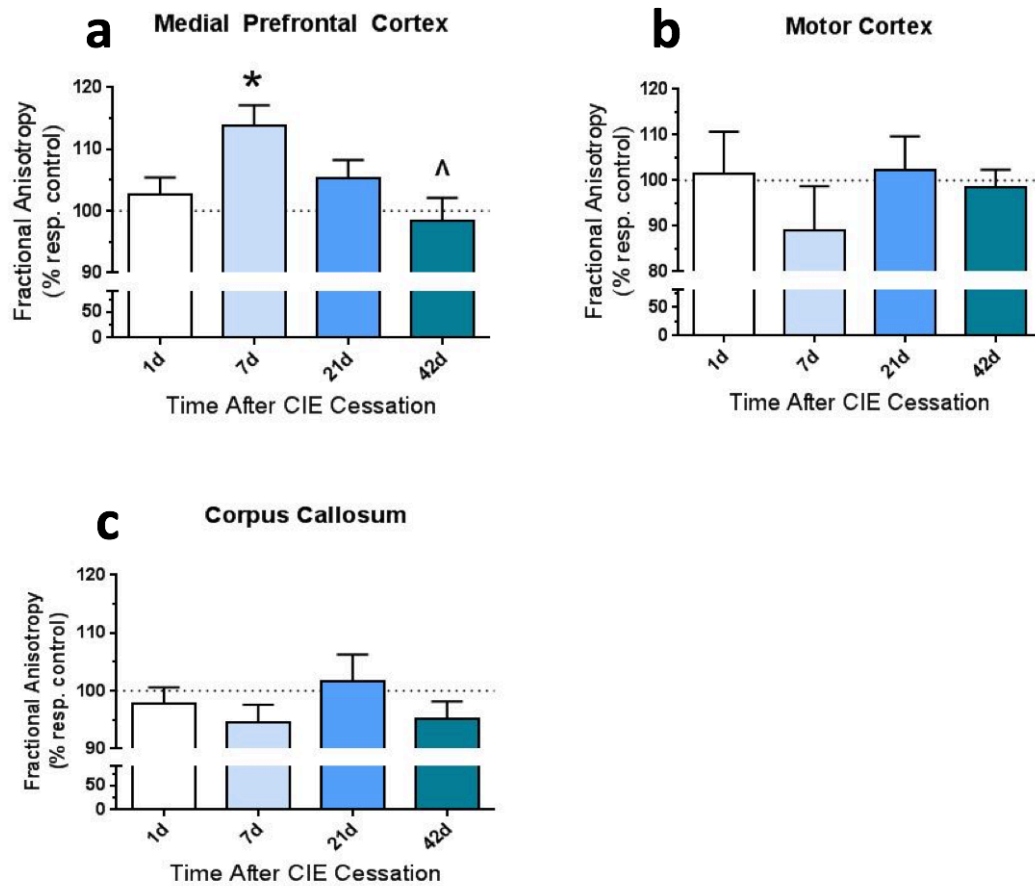 a
Medial Prefrontal Cortex
*
^
120
110
100
90
50
0
Fractional Anisotropy
(% resp. control)
1d
7d
21d
42d
Time After CIE Cessation
b
Motor Cortex
120
110
100
90
80
50
0
Fractional Anisotropy
(% resp. control)
1d
7d
21d
42d
Time After CIE Cessation
c
Corpus Callosum
120
110
100
90
50
0
Fractional Anisotropy
(% resp. control)
1d
7d
21d
42d
Time After CIE Cessation